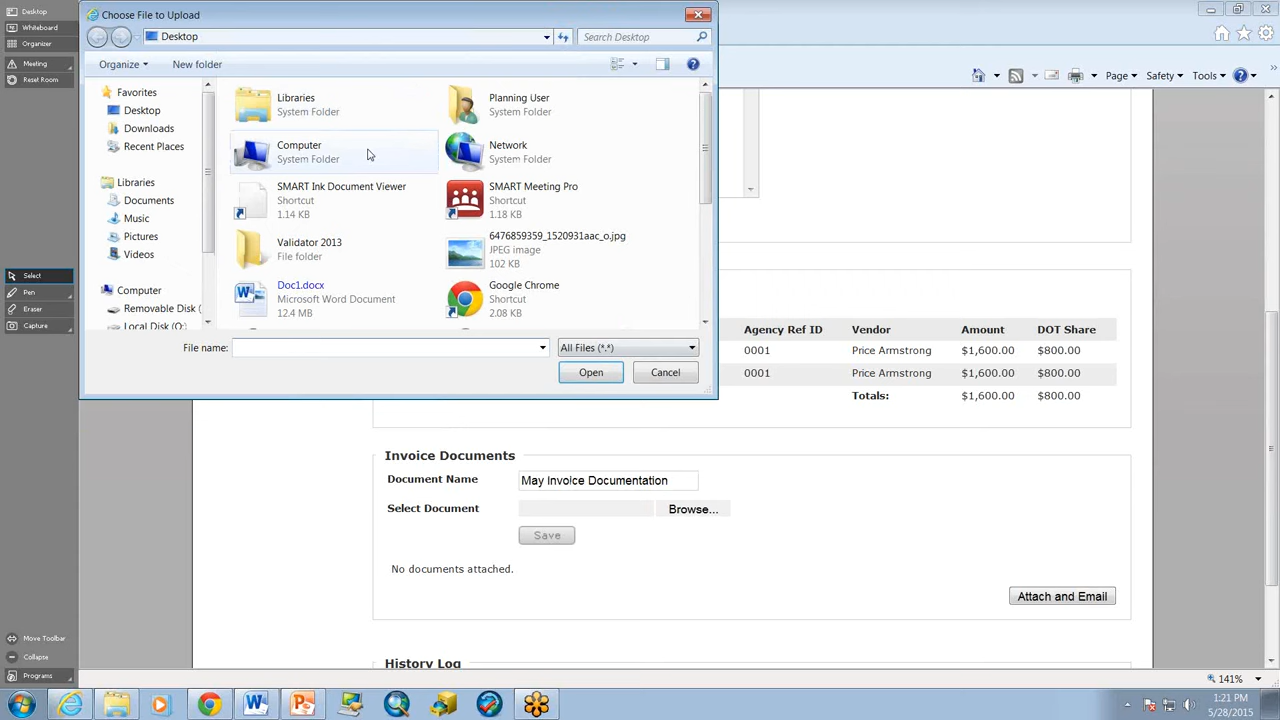 Desktop
Whiteboard
Organizer
Meeting
Reset Room
Select
Pen
Eraser
Capture
Move Toolbar
Collapse
Programs
Choose File to Upload
Desktop
Search Desktop
Organize
New folder
Favorites
Desktop
Downloads
Recent Places
Libraries
Documents
Music
Pictures
Videos
Computer
Removable Disk (
Local Disk (Q:)
Libraries
System Folder
Planning User
System Folder
Computer
System Folder
Network
System Folder
SMART Ink Document Viewer
Shortcut
1.14 KB
SMART Meeting Pro
Shortcut
1.18 KB
Validator 2013
File folder
6476859359_1520931aac_o.jpg
JPEG image
102 KB
Doc1.docx
Microsoft Word Document
12.4 MB
Google Chrome
Shortcut
2.08 KB
File name:
All Files (*.*)
Open
Cancel
Page
Safety
Tools
»
Agency Ref ID Vendor Amount DOT Share
0001 Price Armstrong $1,600.00 $800.00
0001 Price Armstrong $1,600.00 $800.00
Totals: $1,600.00 $800.00
Invoice Documents
Document Name May Invoice Documentation
Select Document Browse...
Save
No documents attached.
Attach and Email
History Log
141%
1:21 PM
5/28/2015